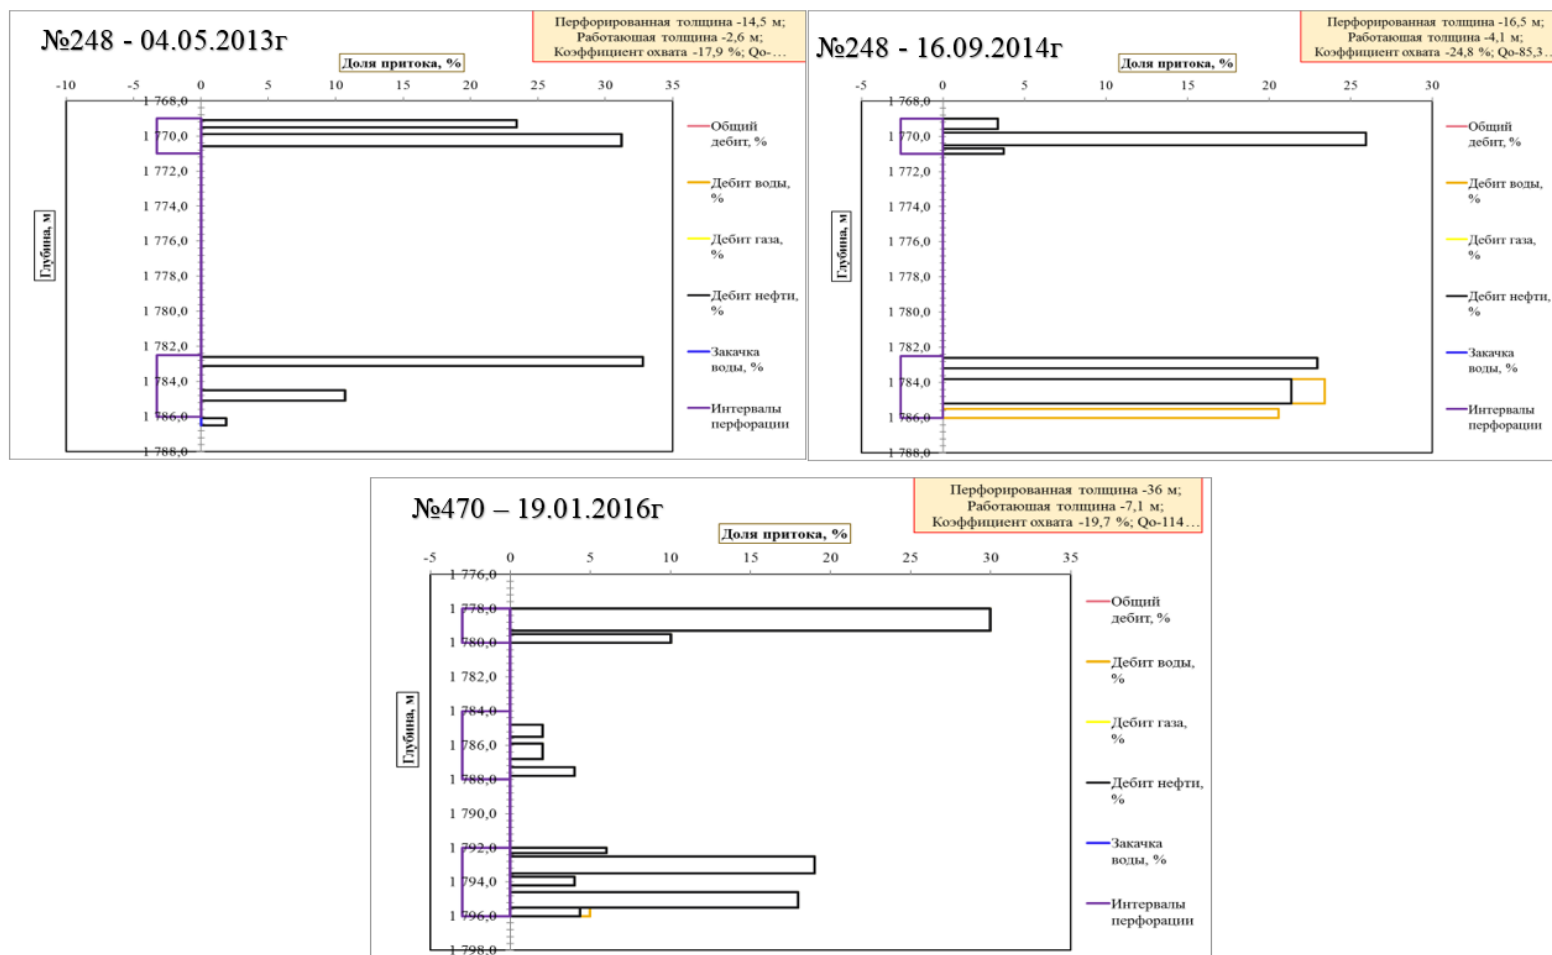 №248 - 04.05.2013г
Перфорированная толщина -14,5 м;
Работающая толщина -2,6 м;
Коэффициент охвата -17,9 %; Qо-…
Доля притока, %
-10 -5 0 5 10 15 20 25 30 35
Глубина, м
1 768,0
1 770,0
1 772,0
1 774,0
1 776,0
1 778,0
1 780,0
1 782,0
1 784,0
1 786,0
1 788,0
Общий
дебит, %
Дебит воды,
%
Дебит газа,
%
Дебит нефти,
%
Закачка
воды, %
Интервалы
перфорации
№248 - 16.09.2014г
Перфорированная толщина -16,5 м;
Работающая толщина -4,1 м;
Коэффициент охвата -24,8 %; Qо-85,3…
Доля притока, %
-5 0 5 10 15 20 25 30
Глубина, м
1 768,0
1 770,0
1 772,0
1 774,0
1 776,0
1 778,0
1 780,0
1 782,0
1 784,0
1 786,0
1 788,0
Общий
дебит, %
Дебит воды,
%
Дебит газа,
%
Дебит нефти,
%
Закачка
воды, %
Интервалы
перфорации
№470 – 19.01.2016г
Перфорированная толщина -36 м;
Работающая толщина -7,1 м;
Коэффициент охвата -19,7 %; Qо-114…
Доля притока, %
-5 0 5 10 15 20 25 30 35
Глубина, м
1 776,0
1 778,0
1 780,0
1 782,0
1 784,0
1 786,0
1 788,0
1 790,0
1 792,0
1 794,0
1 796,0
1 798,0
Общий
дебит, %
Дебит воды,
%
Дебит газа,
%
Дебит нефти,
%
Закачка
воды, %
Интервалы
перфорации